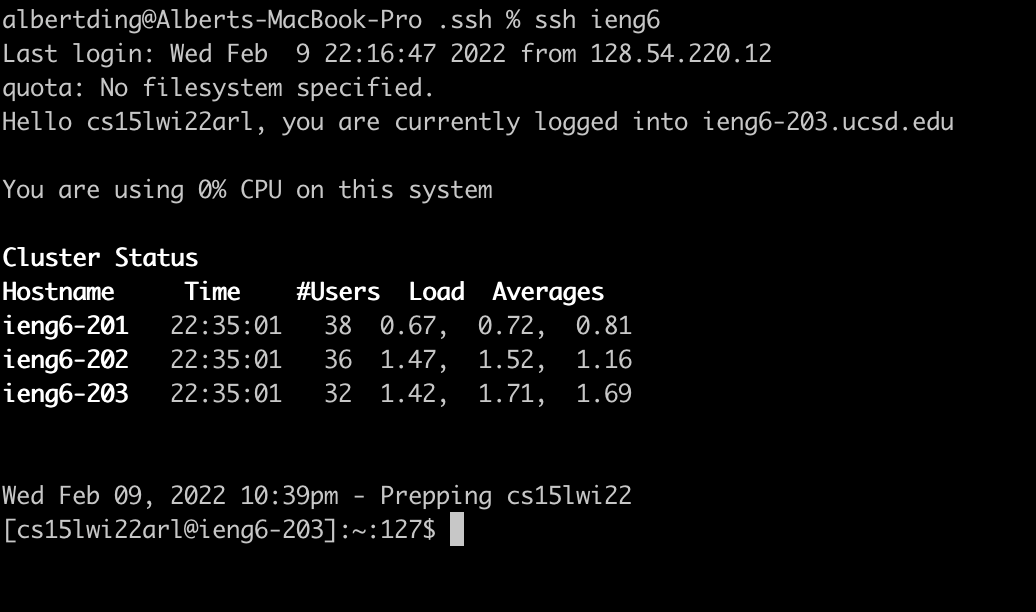 albertding@Alberts-MacBook-Pro .ssh % ssh ieng6
Last login: Wed Feb  9 22:16:47 2022 from 128.54.220.12
quota: No filesystem specified.
Hello cs15lwi22arl, you are currently logged into ieng6-203.ucsd.edu
You are using 0% CPU on this system
Cluster Status
Hostname     Time    #Users  Load  Averages
ieng6-201   22:35:01   38  0.67,  0.72,  0.81
ieng6-202   22:35:01   36  1.47,  1.52,  1.16
ieng6-203   22:35:01   32  1.42,  1.71,  1.69
Wed Feb 09, 2022 10:39pm - Prepping cs15lwi22
[cs15lwi22arl@ieng6-203]:~:127$